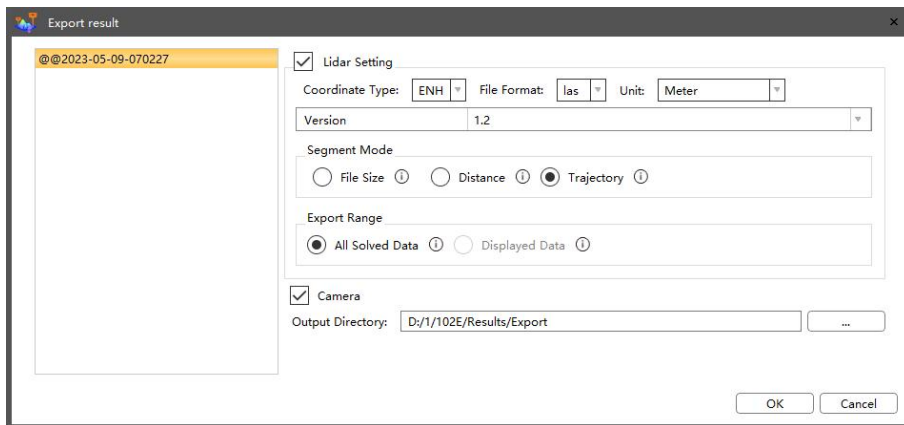 Export result
@@2023-05-09-070227
Lidar Setting
Coordinate Type: ENH File Format: las Unit: Meter
Version 1.2
Segment Mode
File Size Distance Trajectory
Export Range
All Solved Data Displayed Data
Camera
Output Directory: D:/1/102E/Results/Export ...
OK Cancel